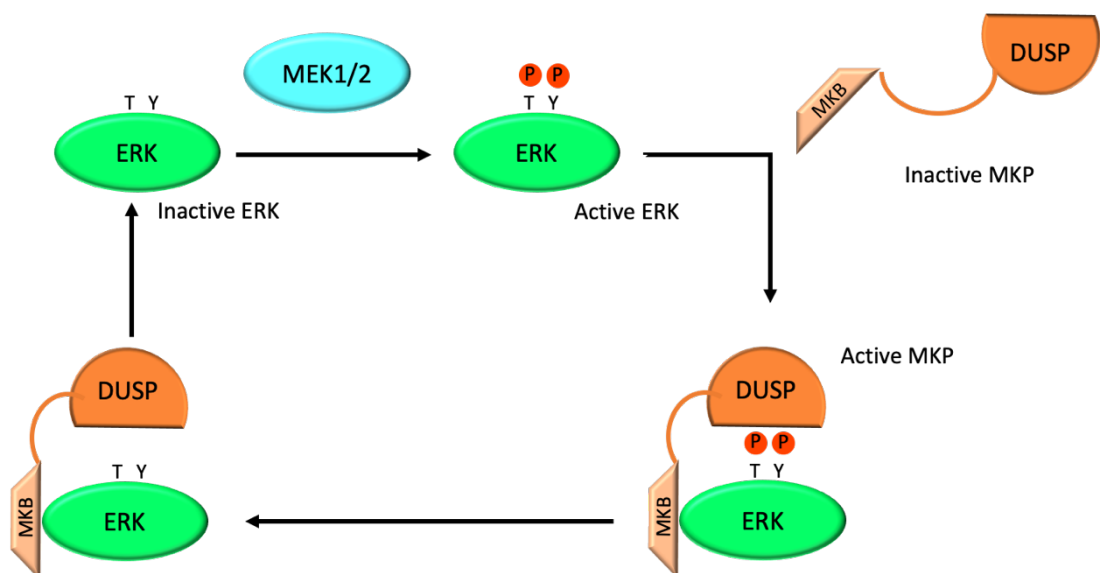 MEK1/2
DUSP
P P
T Y
T Y
MKB
ERK
ERK
Inactive MKP
Inactive ERK
Active ERK
Active MKP
DUSP
DUSP
P P
T Y
T Y
MKB
ERK
MKB
ERK